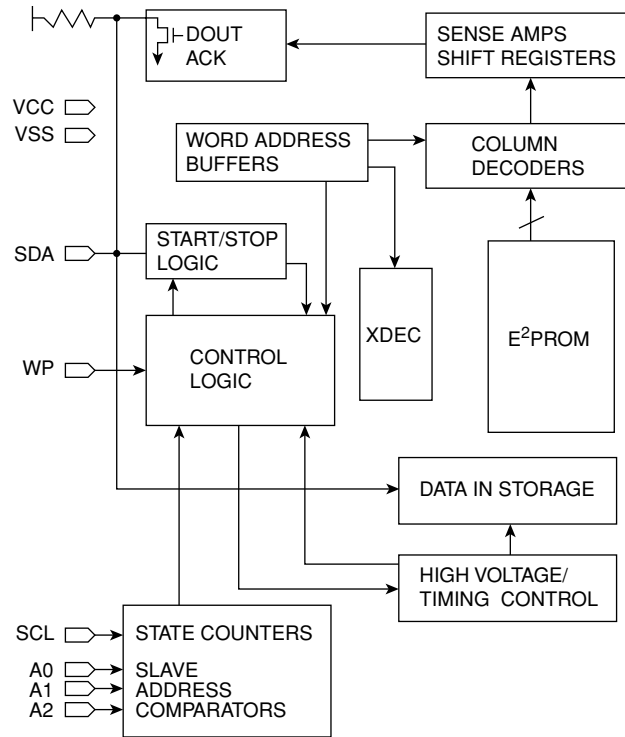 DOUT
ACK
SENSE AMPS
SHIFT REGISTERS
VCC
VSS
WORD ADDRESS
BUFFERS
COLUMN
DECODERS
SDA
START/STOP
LOGIC
XDEC
E²PROM
WP
CONTROL
LOGIC
DATA IN STORAGE
HIGH VOLTAGE/
TIMING CONTROL
SCL
STATE COUNTERS
A0
SLAVE
A1
ADDRESS
A2
COMPARATORS